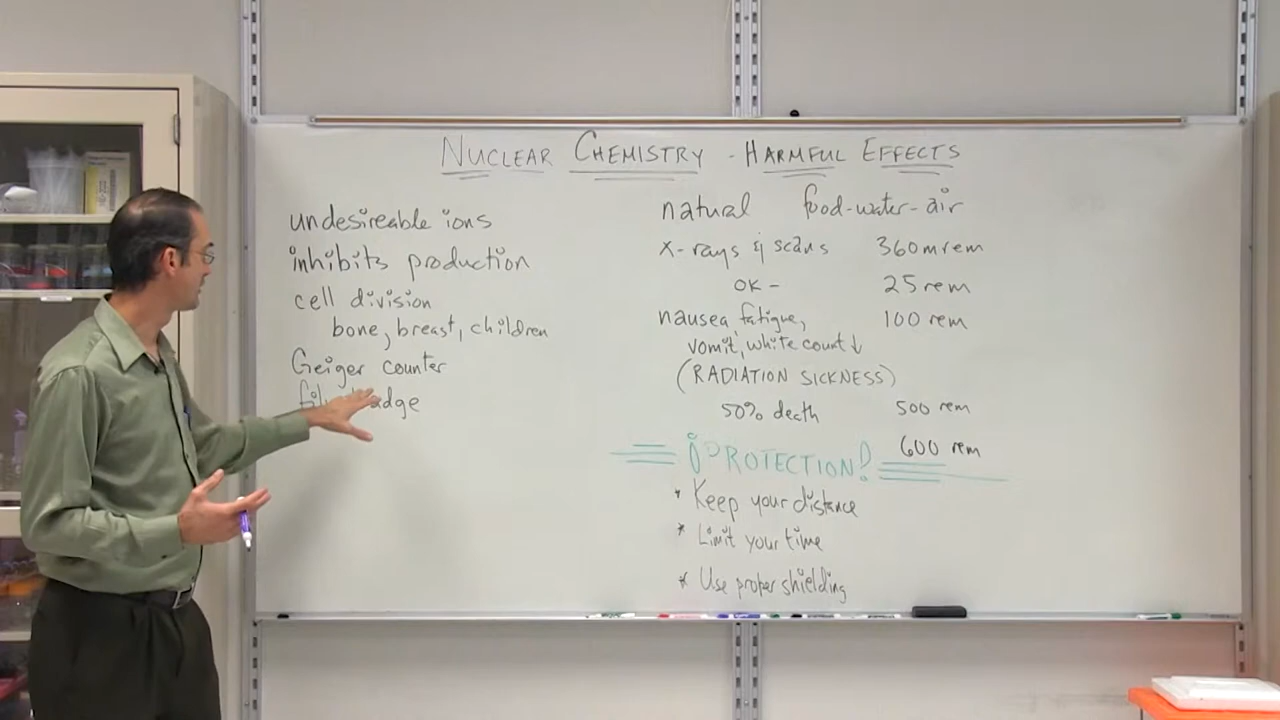 NUCLEAR CHEMISTRY - HARMFUL EFFECTS
undesireable ions
inhibits production
cell division
bone, breast, children
Geiger counter
natural food-water-air
x-rays & scans 360 mrem
OK - 25 rem
nausea, fatigue, 100 rem
vomit, white count ↓
(RADIATION SICKNESS)
50% death 500 rem
600 rem
¡PROTECTION!
* Keep your distance
* Limit your time
* Use proper shielding